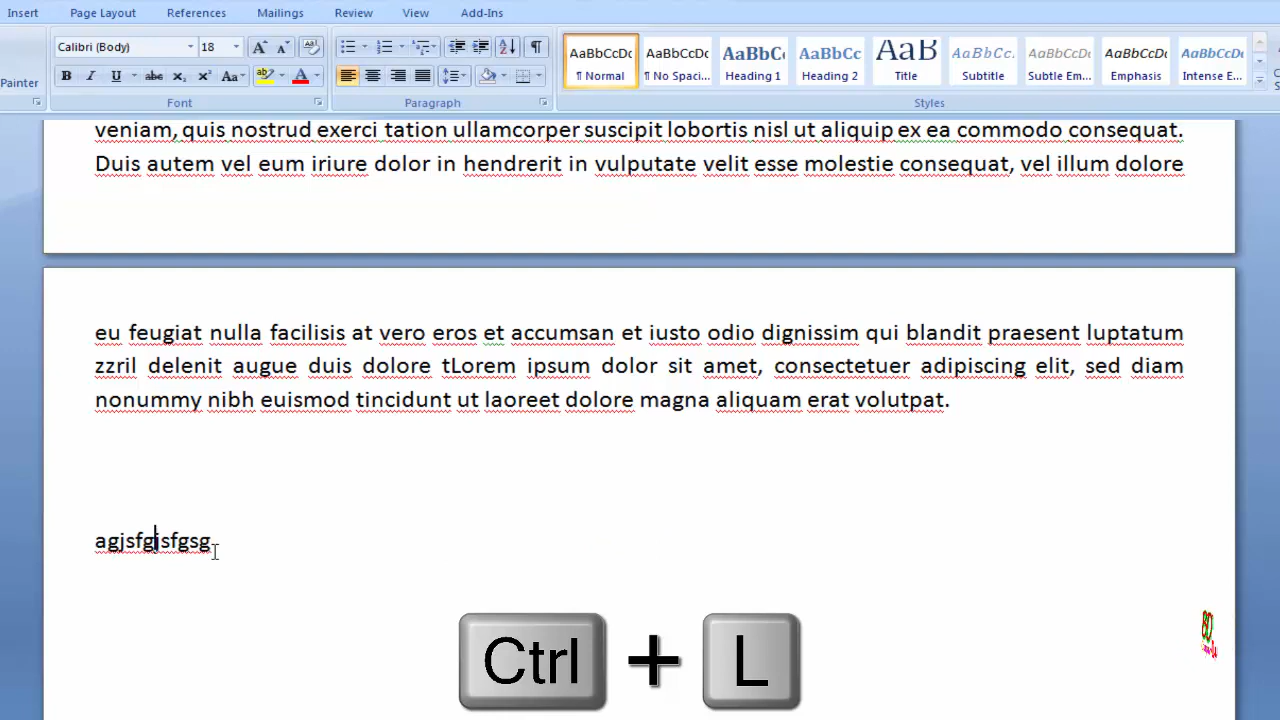 Insert Page Layout References Mailings Review View Add-Ins
Calibri (Body) 18
AaBbCcDc AaBbCcDc AaBbC AaBbCc AaB AaBbCc. AaBbCcDc AaBbCcDc AaBbCcDc
Painter B I U abc x₂ x² Aa A ¶ Normal ¶ No Spaci... Heading 1 Heading 2 Title Subtitle Subtle Em... Emphasis Intense E...
Font Paragraph Styles
veniam, quis nostrud exerci tation ullamcorper suscipit lobortis nisl ut aliquip ex ea commodo consequat.
Duis autem vel eum iriure dolor in hendrerit in vulputate velit esse molestie consequat, vel illum dolore
eu feugiat nulla facilisis at vero eros et accumsan et iusto odio dignissim qui blandit praesent luptatum
zzril delenit augue duis dolore tLorem ipsum dolor sit amet, consectetuer adipiscing elit, sed diam
nonummy nibh euismod tincidunt ut laoreet dolore magna aliquam erat volutpat.
agjsfgjsfgsg
Ctrl + L